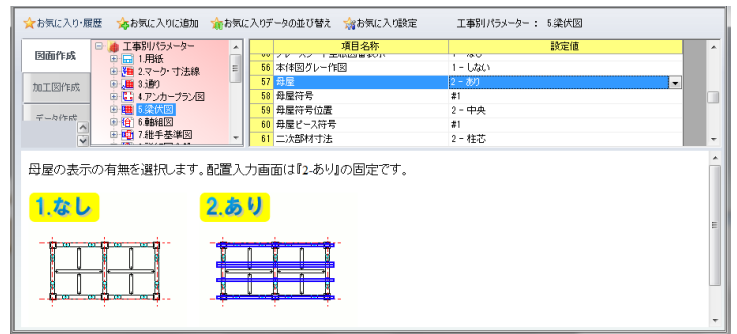 お気に入り・履歴 お気に入りに追加 お気に入りデータの並び替え お気に入り設定 工事別パラメーター : 5.梁伏図
図面作成
加工図作成
データ作成
工事別パラメーター
1.用紙
2.マーク・寸法線
3.通り
4.アンカープラン図
5.梁伏図
6.軸組図
7.継手基準図
項目名称 設定値
56 本体図グレー作図 1 - しない
57 母屋 2 - あり
58 母屋符号 #1
59 母屋符号位置 2 - 中央
60 母屋ピース符号 #1
61 二次部材寸法 2 - 柱芯
母屋の表示の有無を選択します。配置入力画面は『2-あり』の固定です。
1.なし 2.あり